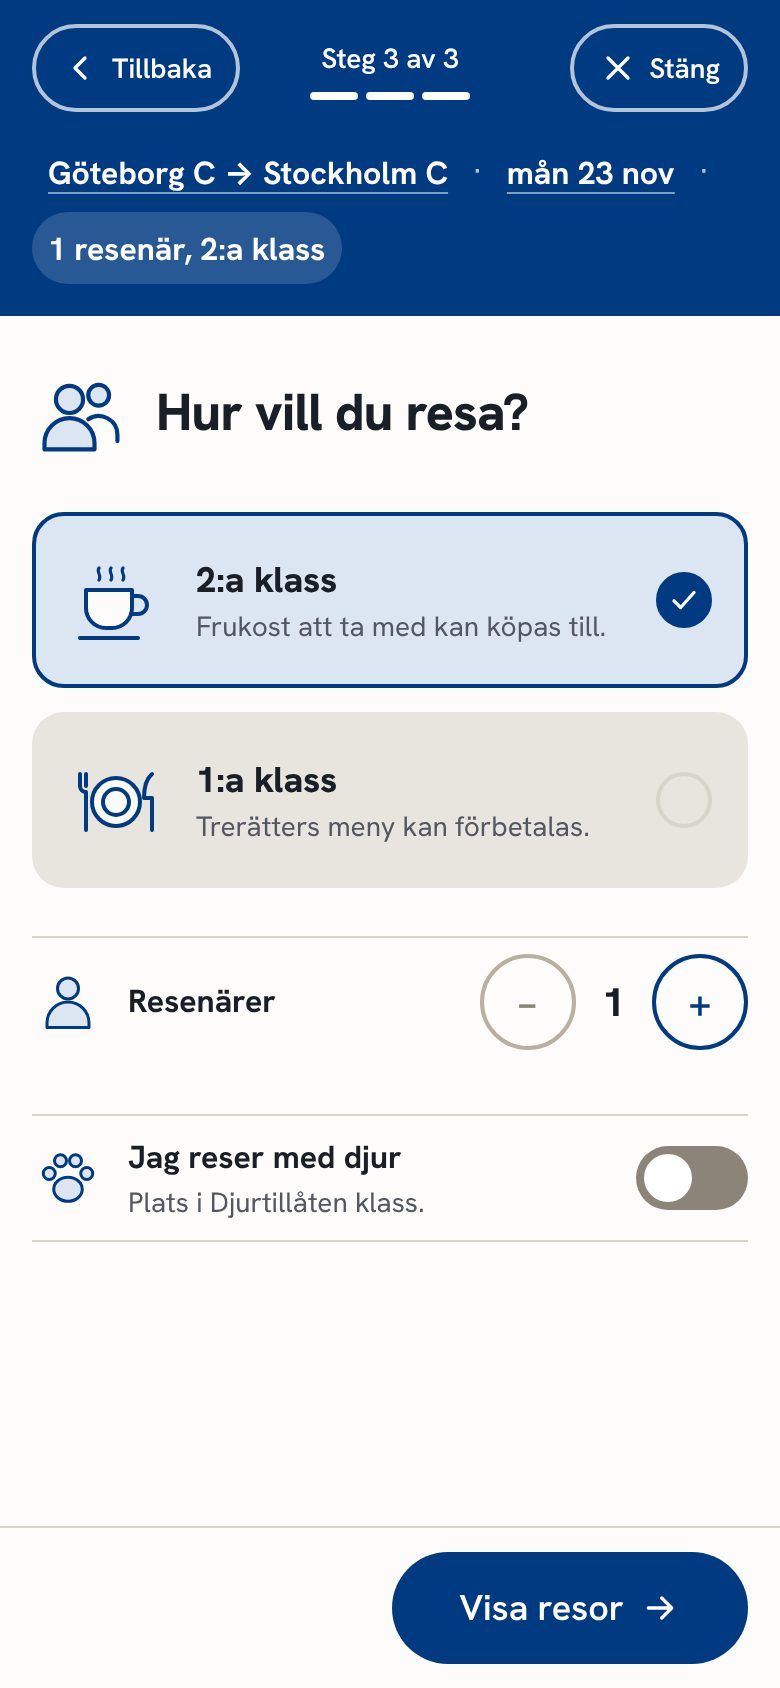 Tillbaka
Steg 3 av 3
Stäng
Göteborg C → Stockholm C · mån 23 nov ·
1 resenär, 2:a klass
Hur vill du resa?
2:a klass
Frukost att ta med kan köpas till.
1:a klass
Trerätters meny kan förbetalas.
Resenärer
− 1 +
Jag reser med djur
Plats i Djurtillåten klass.
Visa resor →